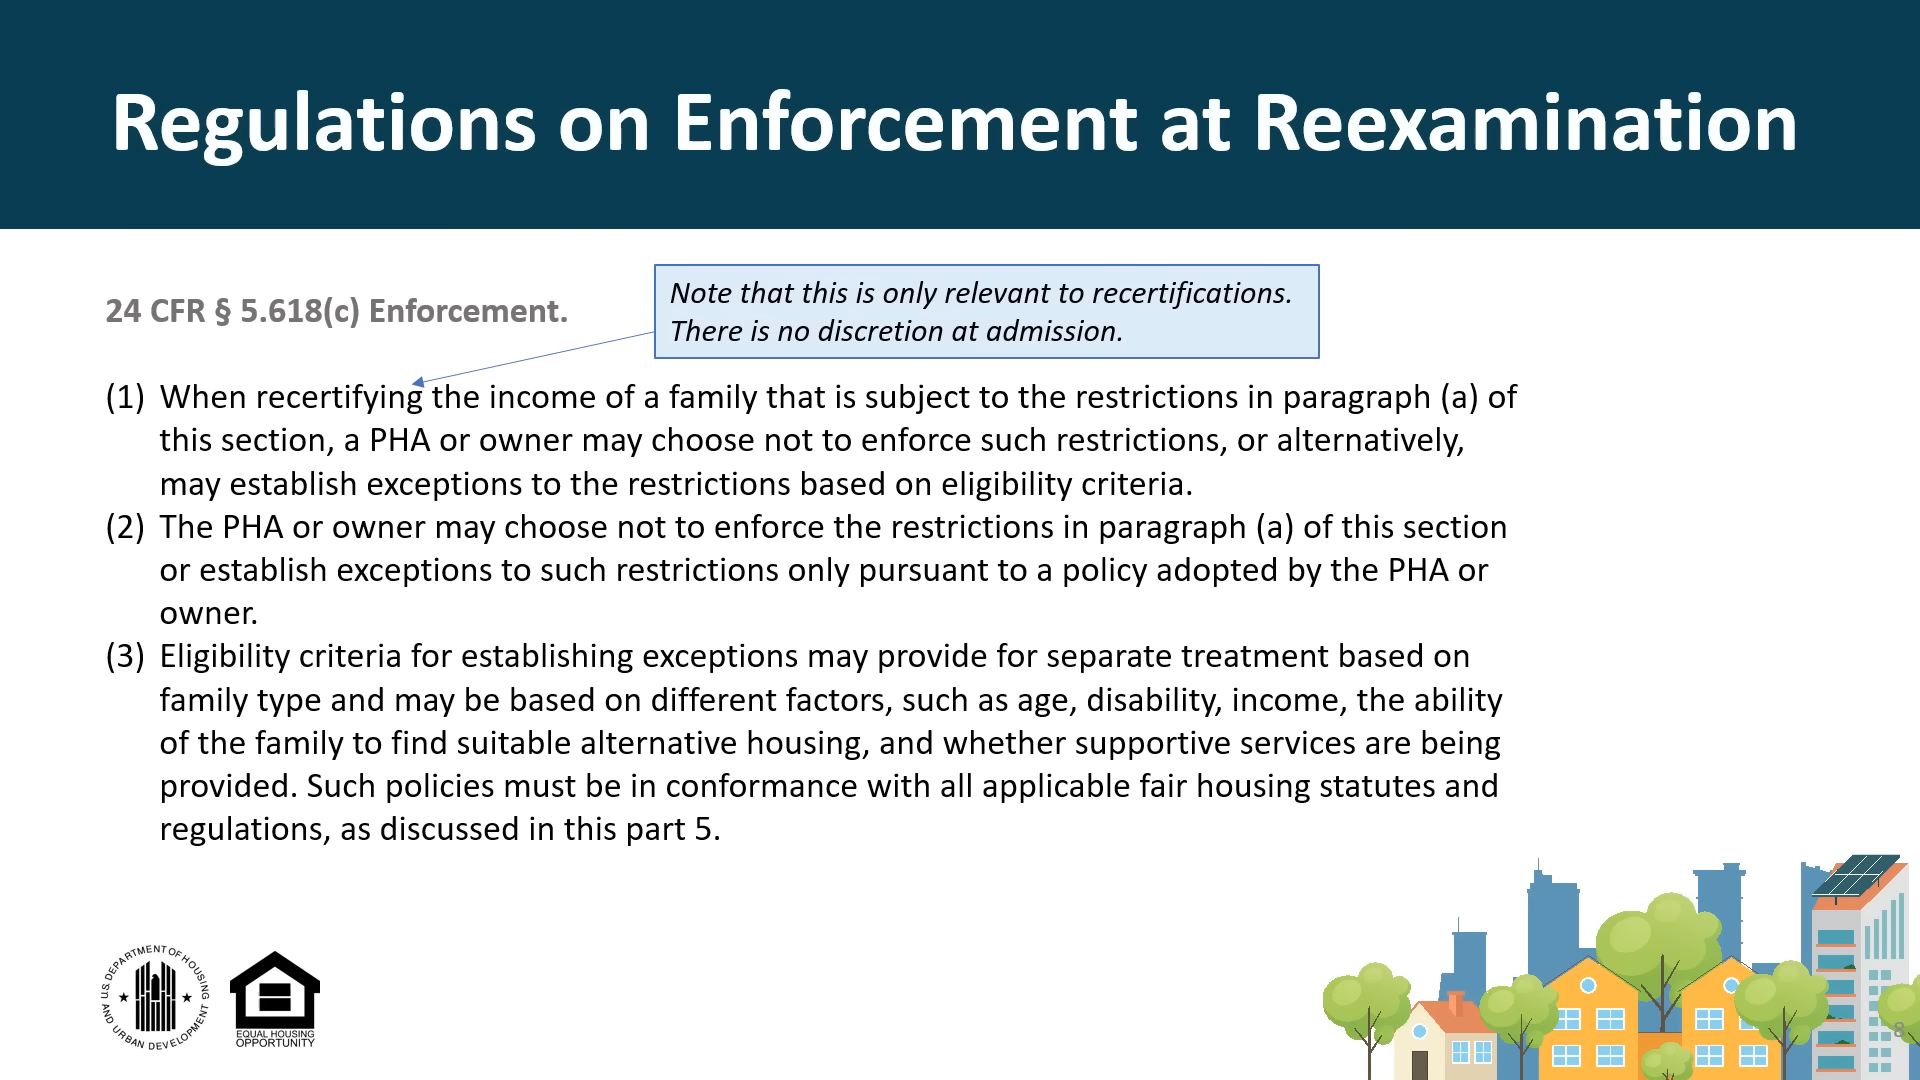 Regulations on Enforcement at Reexamination
24 CFR § 5.618(c) Enforcement.
Note that this is only relevant to recertifications.
There is no discretion at admission.
(1) When recertifying the income of a family that is subject to the restrictions in paragraph (a) of
this section, a PHA or owner may choose not to enforce such restrictions, or alternatively,
may establish exceptions to the restrictions based on eligibility criteria.
(2) The PHA or owner may choose not to enforce the restrictions in paragraph (a) of this section
or establish exceptions to such restrictions only pursuant to a policy adopted by the PHA or
owner.
(3) Eligibility criteria for establishing exceptions may provide for separate treatment based on
family type and may be based on different factors, such as age, disability, income, the ability
of the family to find suitable alternative housing, and whether supportive services are being
provided. Such policies must be in conformance with all applicable fair housing statutes and
regulations, as discussed in this part 5.
U.S. DEPARTMENT OF HOUSING
AND URBAN DEVELOPMENT
EQUAL HOUSING
OPPORTUNITY
8